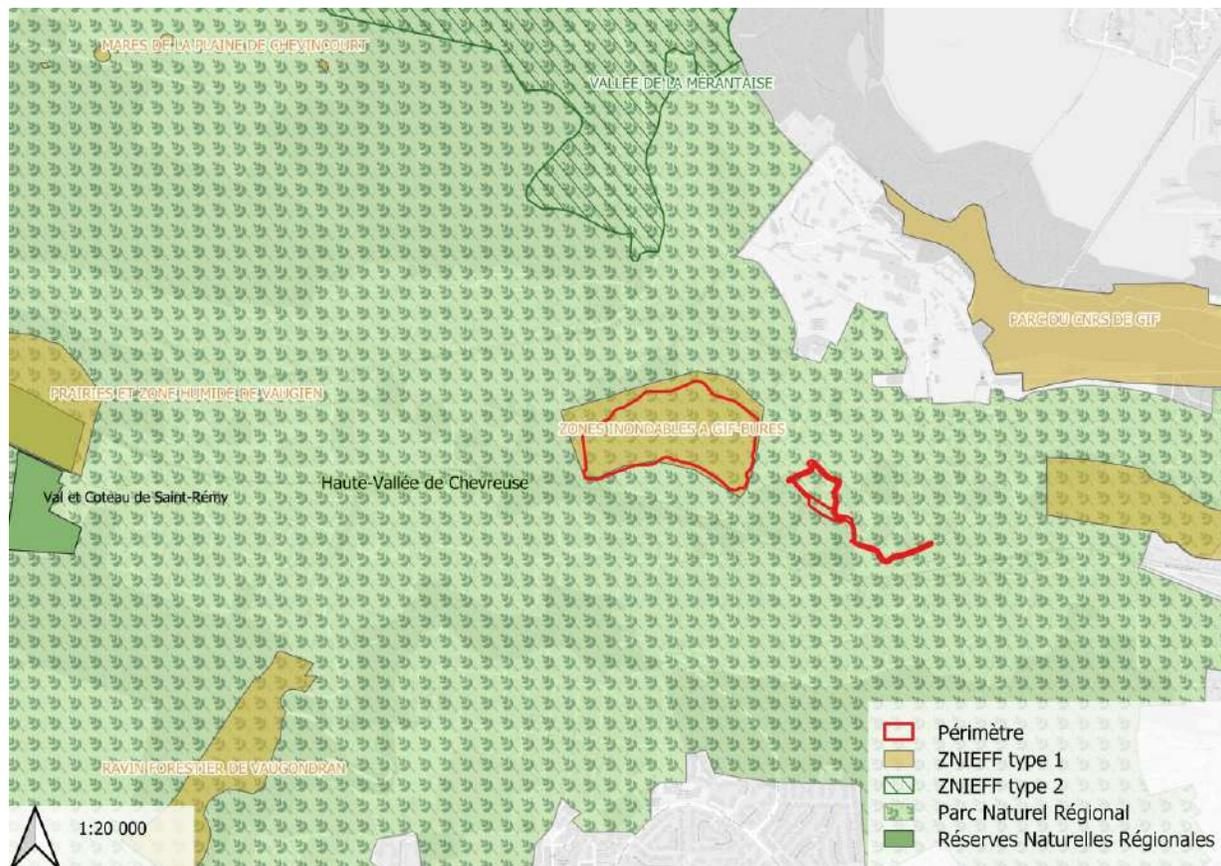 MARES DE LA PLAINE DE CHEVINCOURT
VALLÉE DE LA MÉRANTAISE
PARC DU CNRS DE GIF
PRAIRIES ET ZONE HUMIDE DE VAUGIEN
ZONES INONDABLES A GIF-BURES
Haute-Vallée de Chevreuse
Val et Coteau de Saint-Rémy
RAVIN FORESTIER DE VAUGONDRAN
Périmètre
ZNIEFF type 1
ZNIEFF type 2
Parc Naturel Régional
Réserves Naturelles Régionales
1:20 000